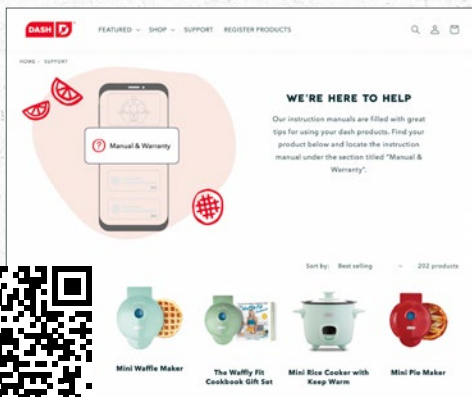 DASH D
FEATURED SHOP SUPPORT REGISTER PRODUCTS
HOME › SUPPORT
Manual & Warranty
WE'RE HERE TO HELP
Our instruction manuals are filled with great
tips for using your dash products. Find your
product below and locate the instruction
manual under the section titled "Manual &
Warranty".
Sort by: Best selling 202 products
Mini Waffle Maker
The Waffly Fit
Cookbook Gift Set
Mini Rice Cooker with
Keep Warm
Mini Pie Maker